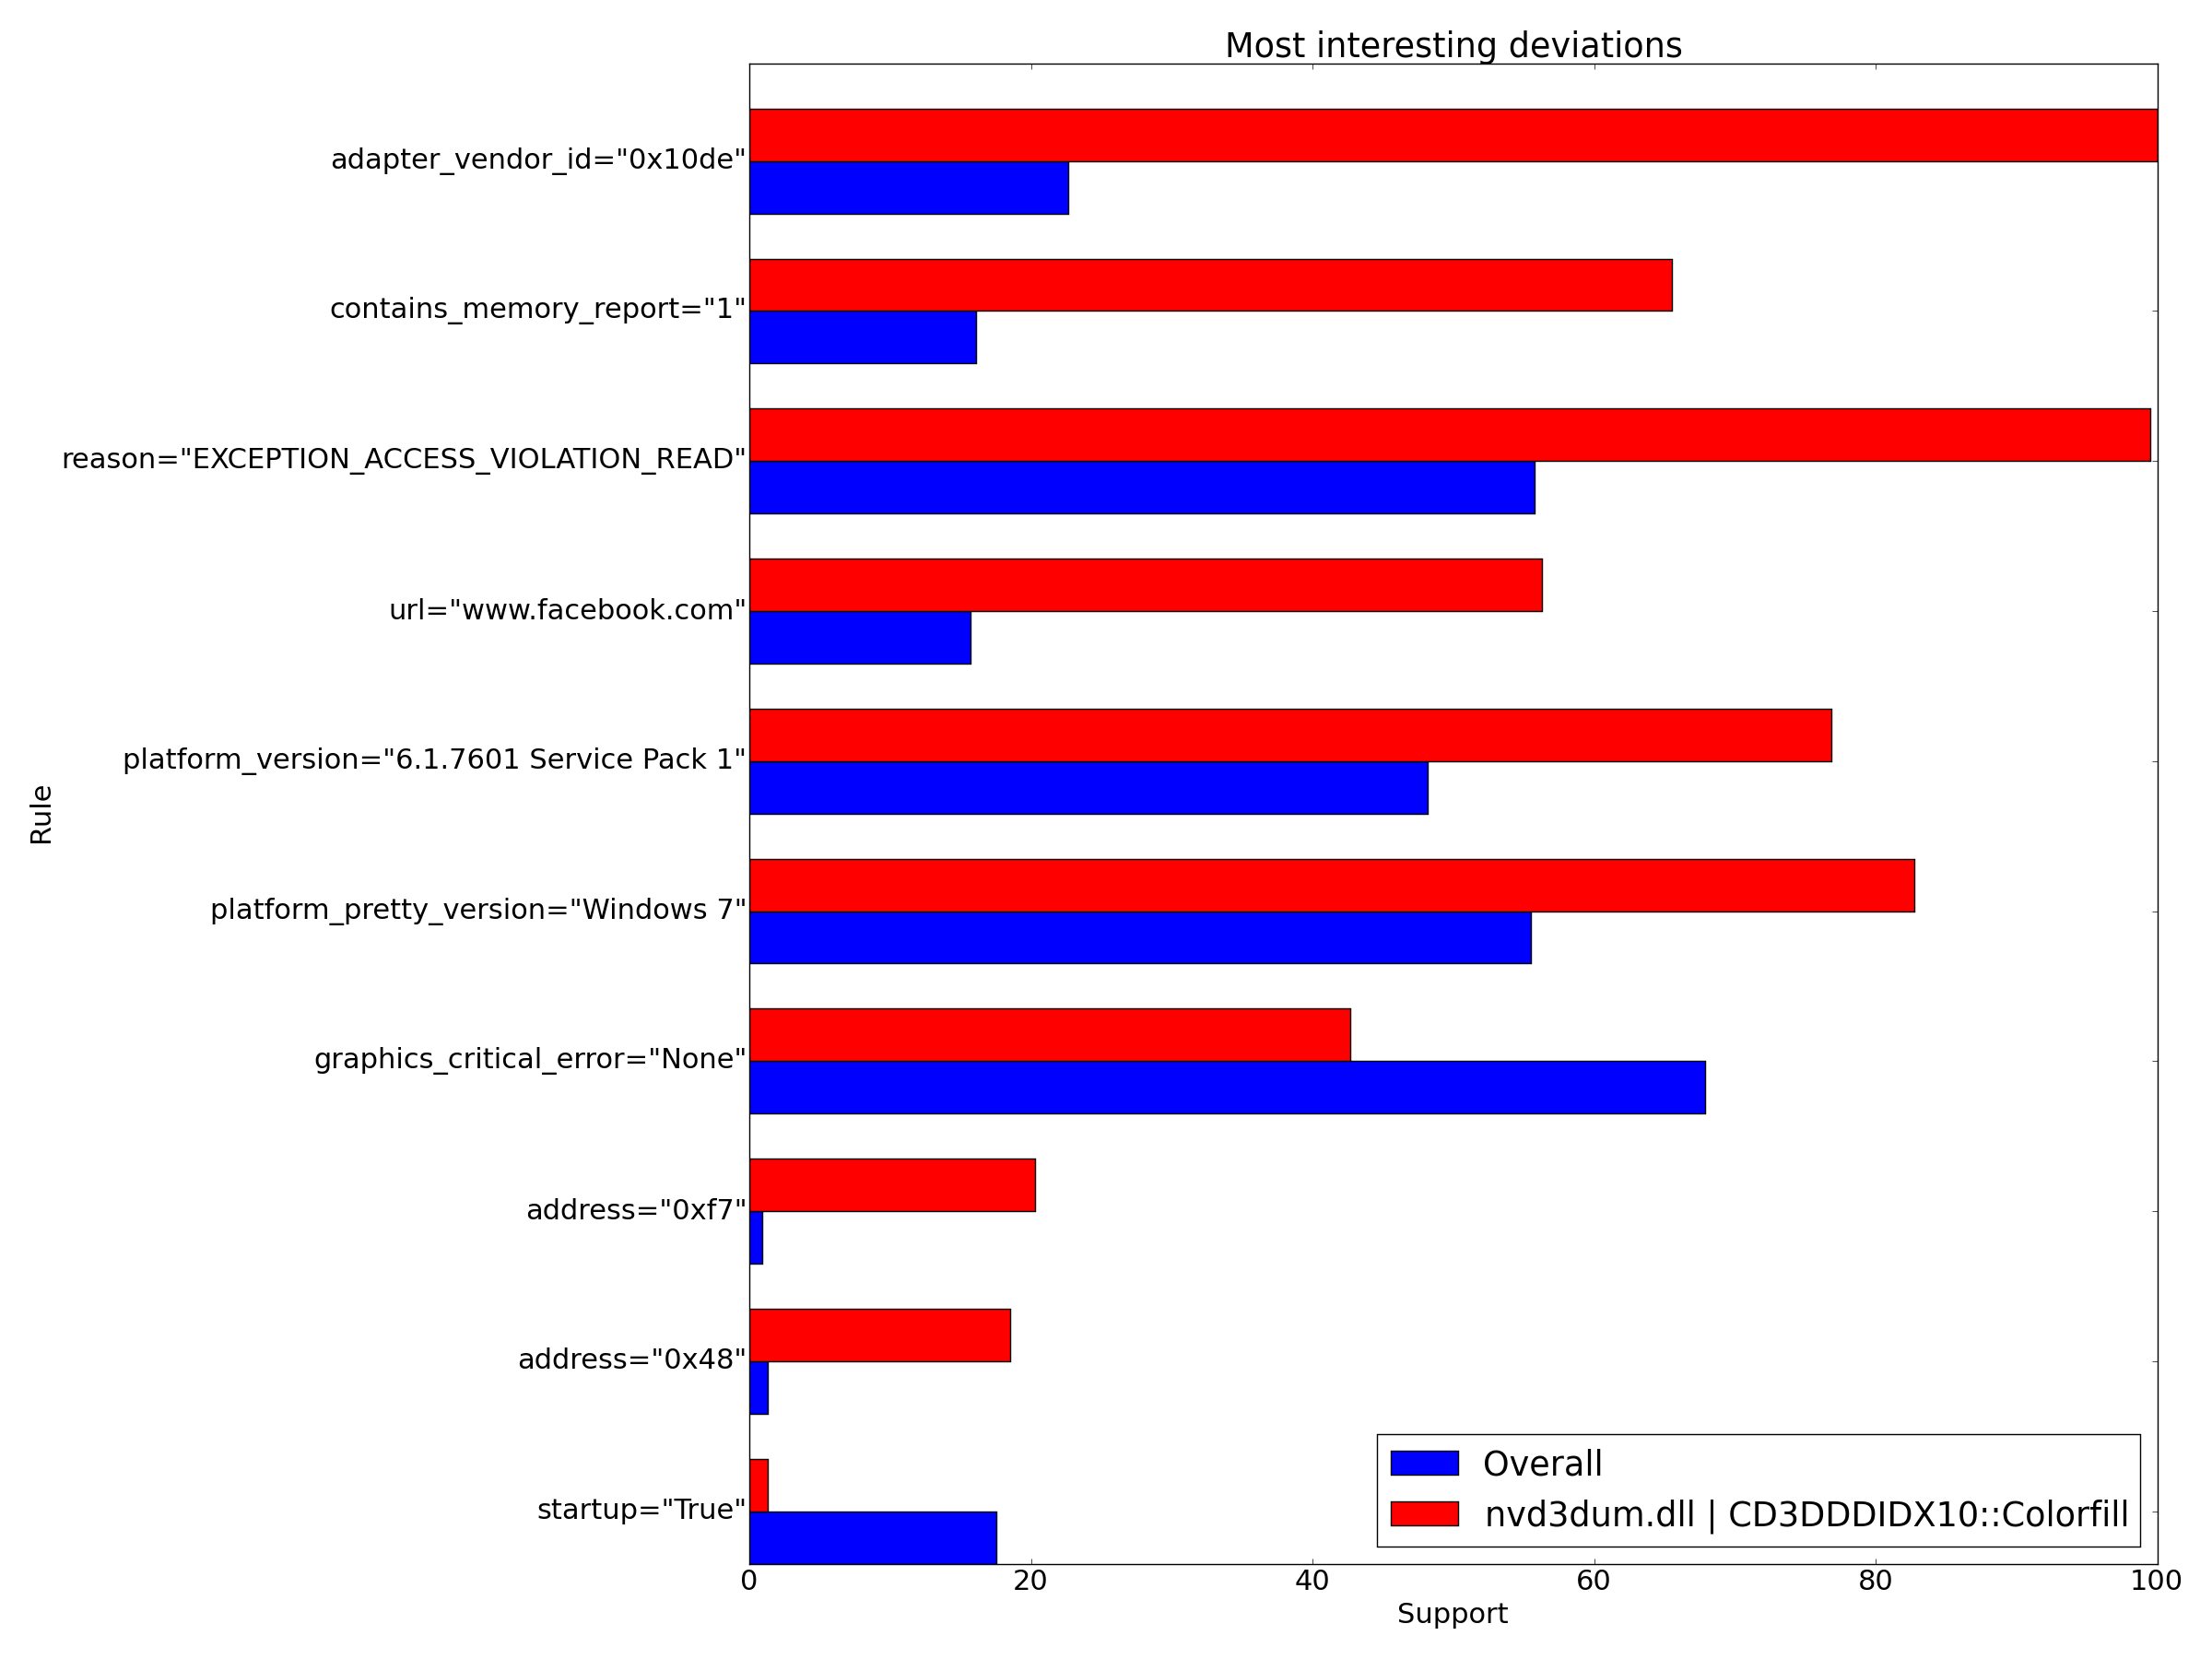 Most interesting deviations
adapter_vendor_id="0x10de"
contains_memory_report="1"
reason="EXCEPTION_ACCESS_VIOLATION_READ"
url="www.facebook.com"
platform_version="6.1.7601 Service Pack 1"
Rule
platform_pretty_version="Windows 7"
graphics_critical_error="None"
address="0xf7"
address="0x48"
startup="True"
Overall
nvd3dum.dll | CD3DDDIDX10::Colorfill
0 20 40 60 80 100
Support